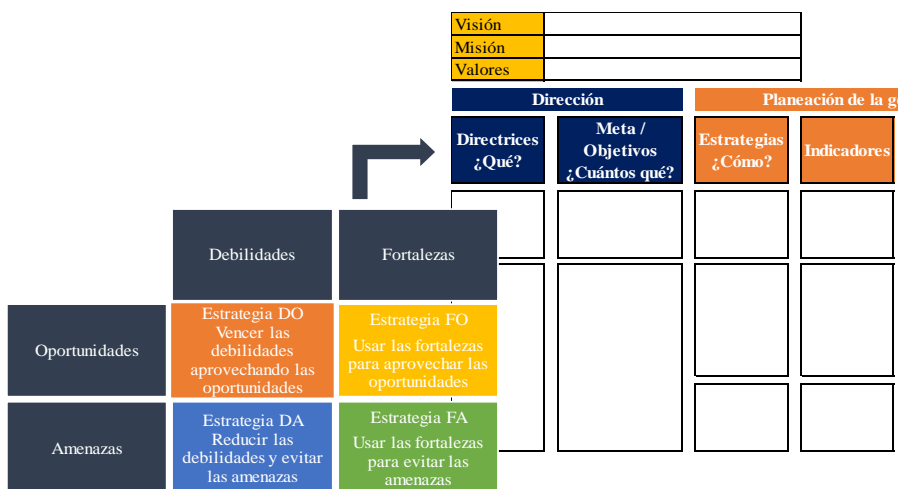 Visión
Misión
Valores
Dirección
Planeación de la
Directrices
¿Qué?
Meta /
Objetivos
¿Cuántos qué?
Estrategias
¿Cómo?
Indicadores
Debilidades
Fortalezas
Oportunidades
Estrategia DO
Vencer las
debilidades
aprovechando las
oportunidades
Estrategia FO
Usar las fortalezas
para aprovechar las
oportunidades
Amenazas
Estrategia DA
Reducir las
debilidades y evitar
las amenazas
Estrategia FA
Usar las fortalezas
para evitar las
amenazas